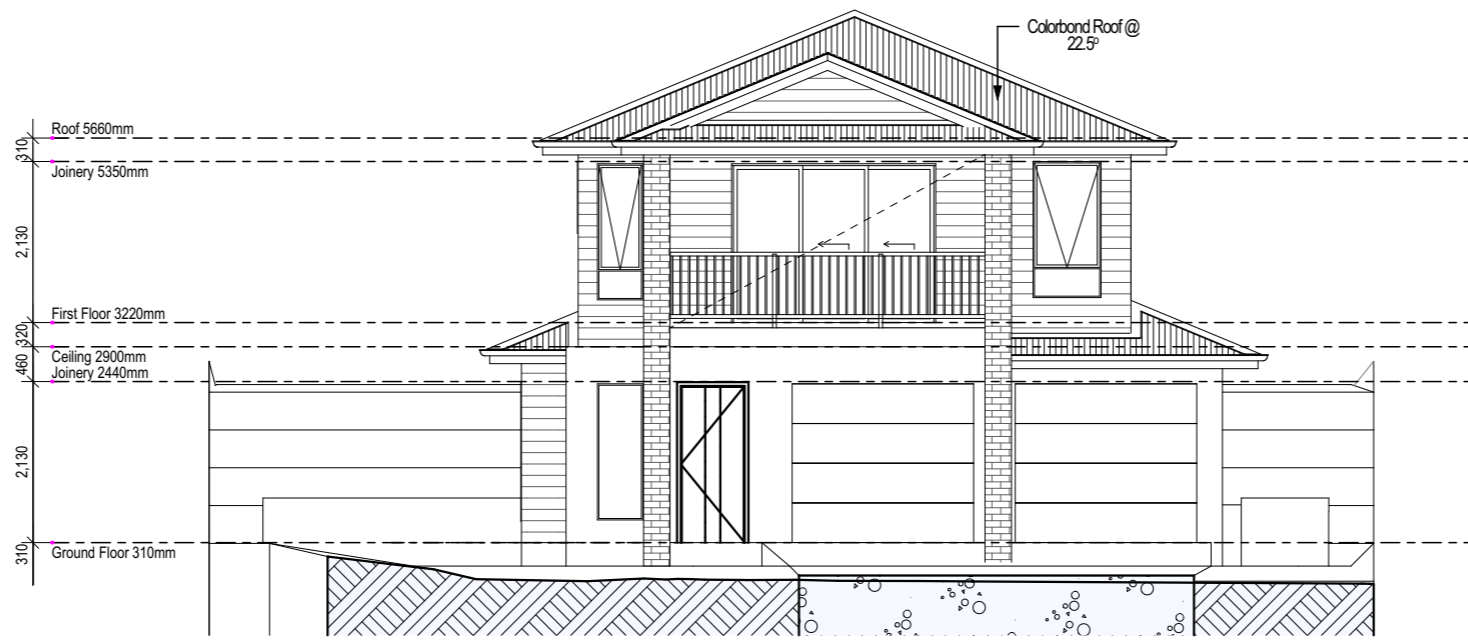 Colorbond Roof @
22.5º
Roof 5660mm
310
Joinery 5350mm
2,130
First Floor 3220mm
320
Ceiling 2900mm
460
Joinery 2440mm
2,130
Ground Floor 310mm
310